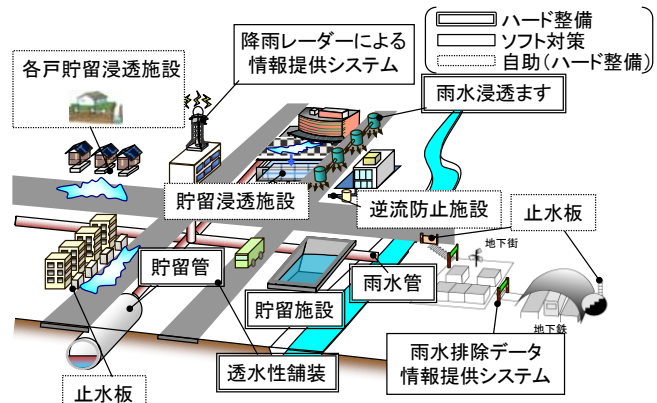 ハード整備
ソフト対策
自助(ハード整備)
降雨レーダーによる
情報提供システム
各戸貯留浸透施設
雨水浸透ます
貯留浸透施設
逆流防止施設
止水板
地下街
貯留管
貯留施設
雨水管
地下鉄
透水性舗装
雨水排除データ
情報提供システム
止水板